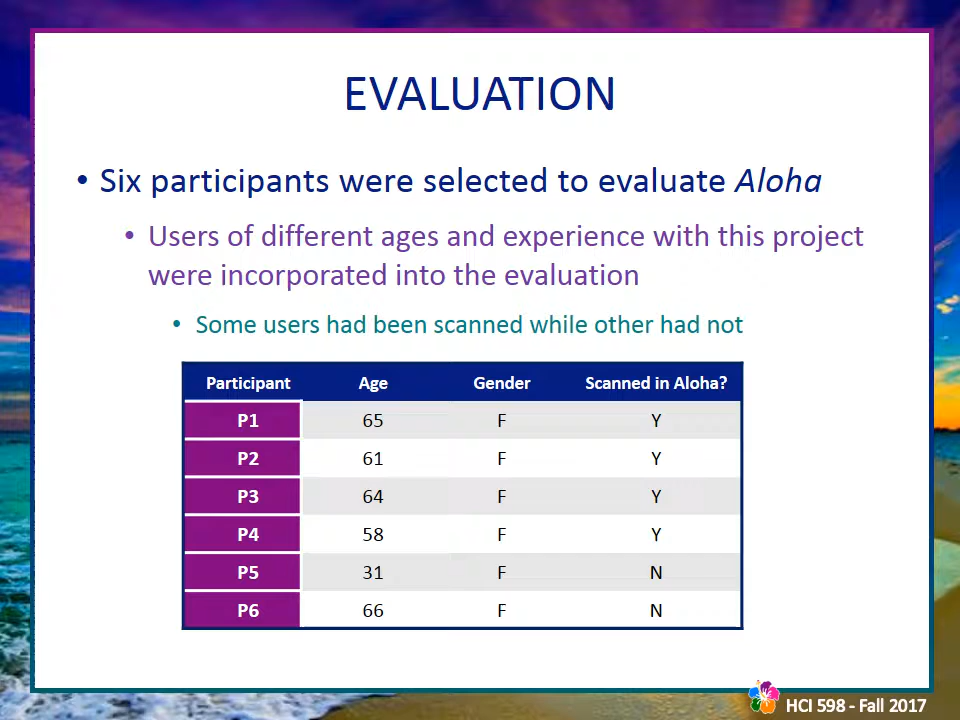 EVALUATION
• Six participants were selected to evaluate Aloha
• Users of different ages and experience with this project
were incorporated into the evaluation
• Some users had been scanned while other had not
Participant Age Gender Scanned in Aloha?
P1 65 F Y
P2 61 F Y
P3 64 F Y
P4 58 F Y
P5 31 F N
P6 66 F N
HCI 598 - Fall 2017